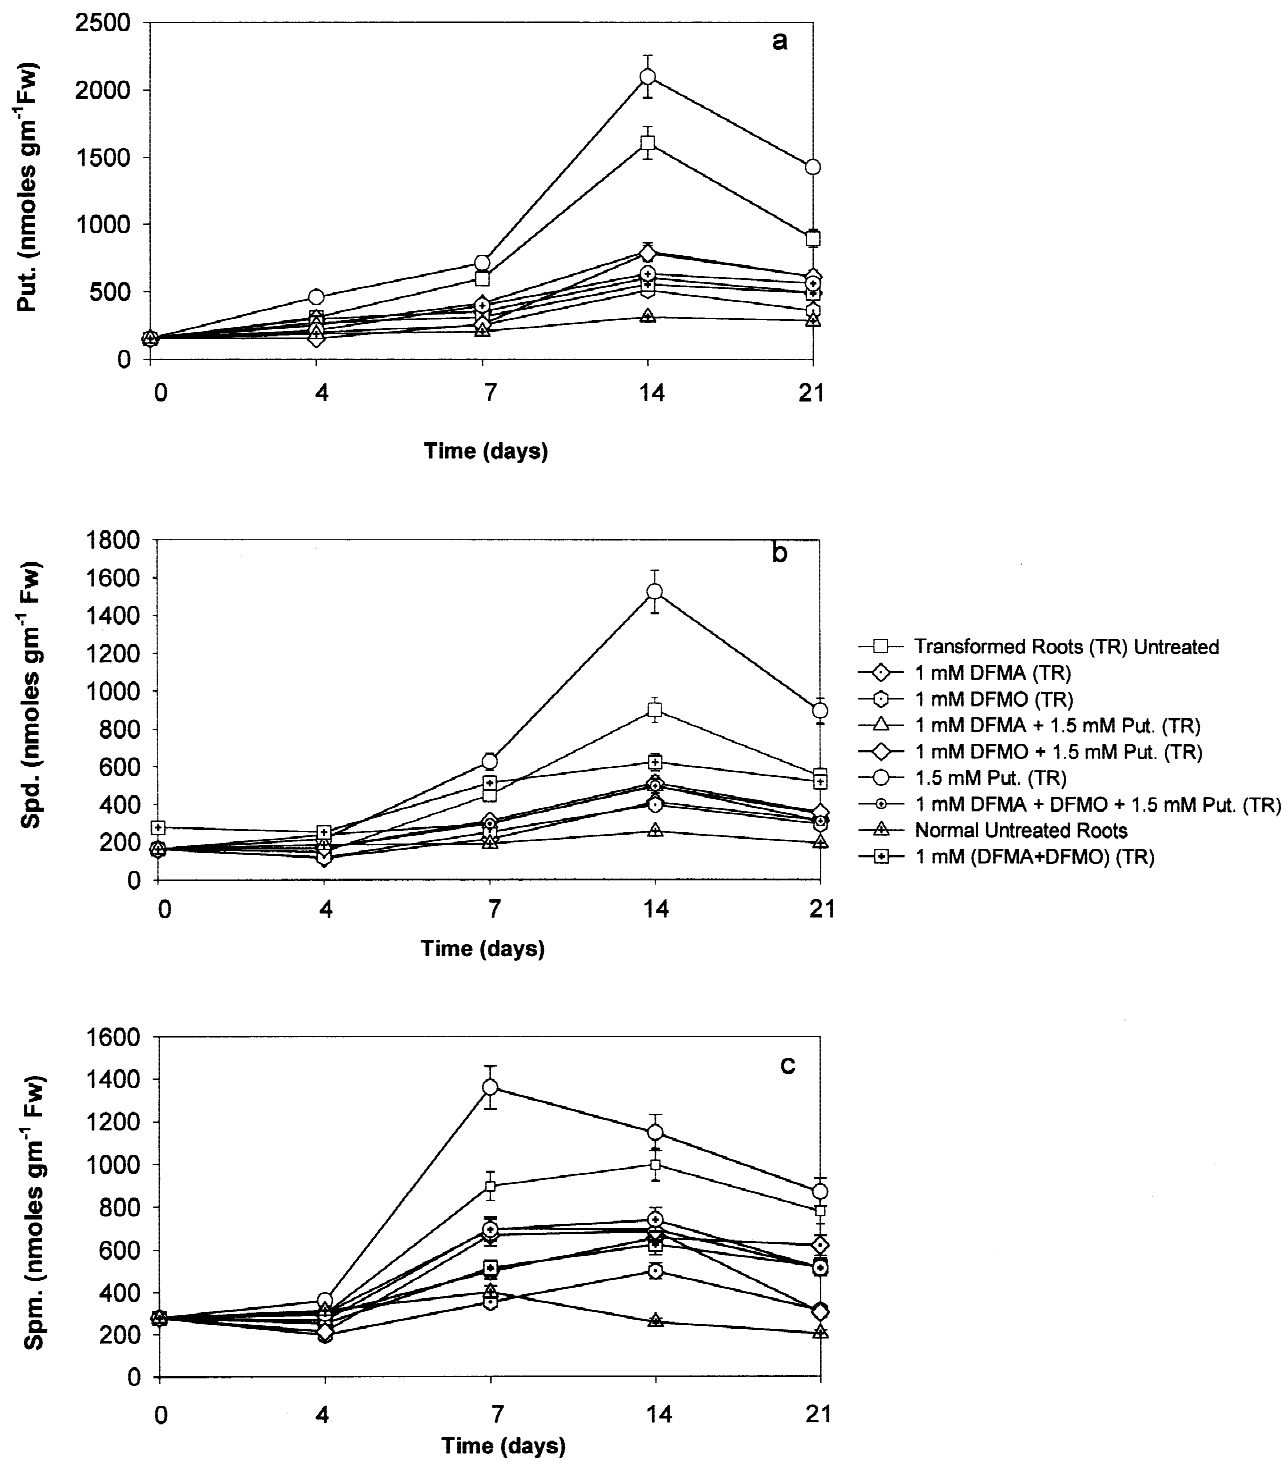 a
2500
2000
1500
1000
500
0
Put. (nmoles gm⁻¹Fw)
0 4 7 14 21
Time (days)
b
1800
1600
1400
1200
1000
800
600
400
200
0
Spd. (nmoles gm⁻¹ Fw)
0 4 7 14 21
Time (days)
Transformed Roots (TR) Untreated
1 mM DFMA (TR)
1 mM DFMO (TR)
1 mM DFMA + 1.5 mM Put. (TR)
1 mM DFMO + 1.5 mM Put. (TR)
1.5 mM Put. (TR)
1 mM DFMA + DFMO + 1.5 mM Put. (TR)
Normal Untreated Roots
1 mM (DFMA+DFMO) (TR)
c
1600
1400
1200
1000
800
600
400
200
0
Spm. (nmoles gm⁻¹ Fw)
0 4 7 14 21
Time (days)